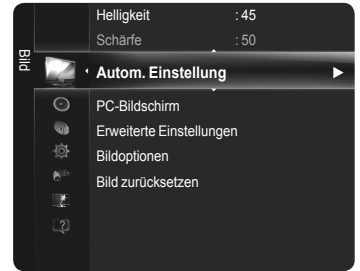 Bild
Helligkeit : 45
Schärfe : 50
Autom. Einstellung
PC-Bildschirm
Erweiterte Einstellungen
Bildoptionen
Bild zurücksetzen